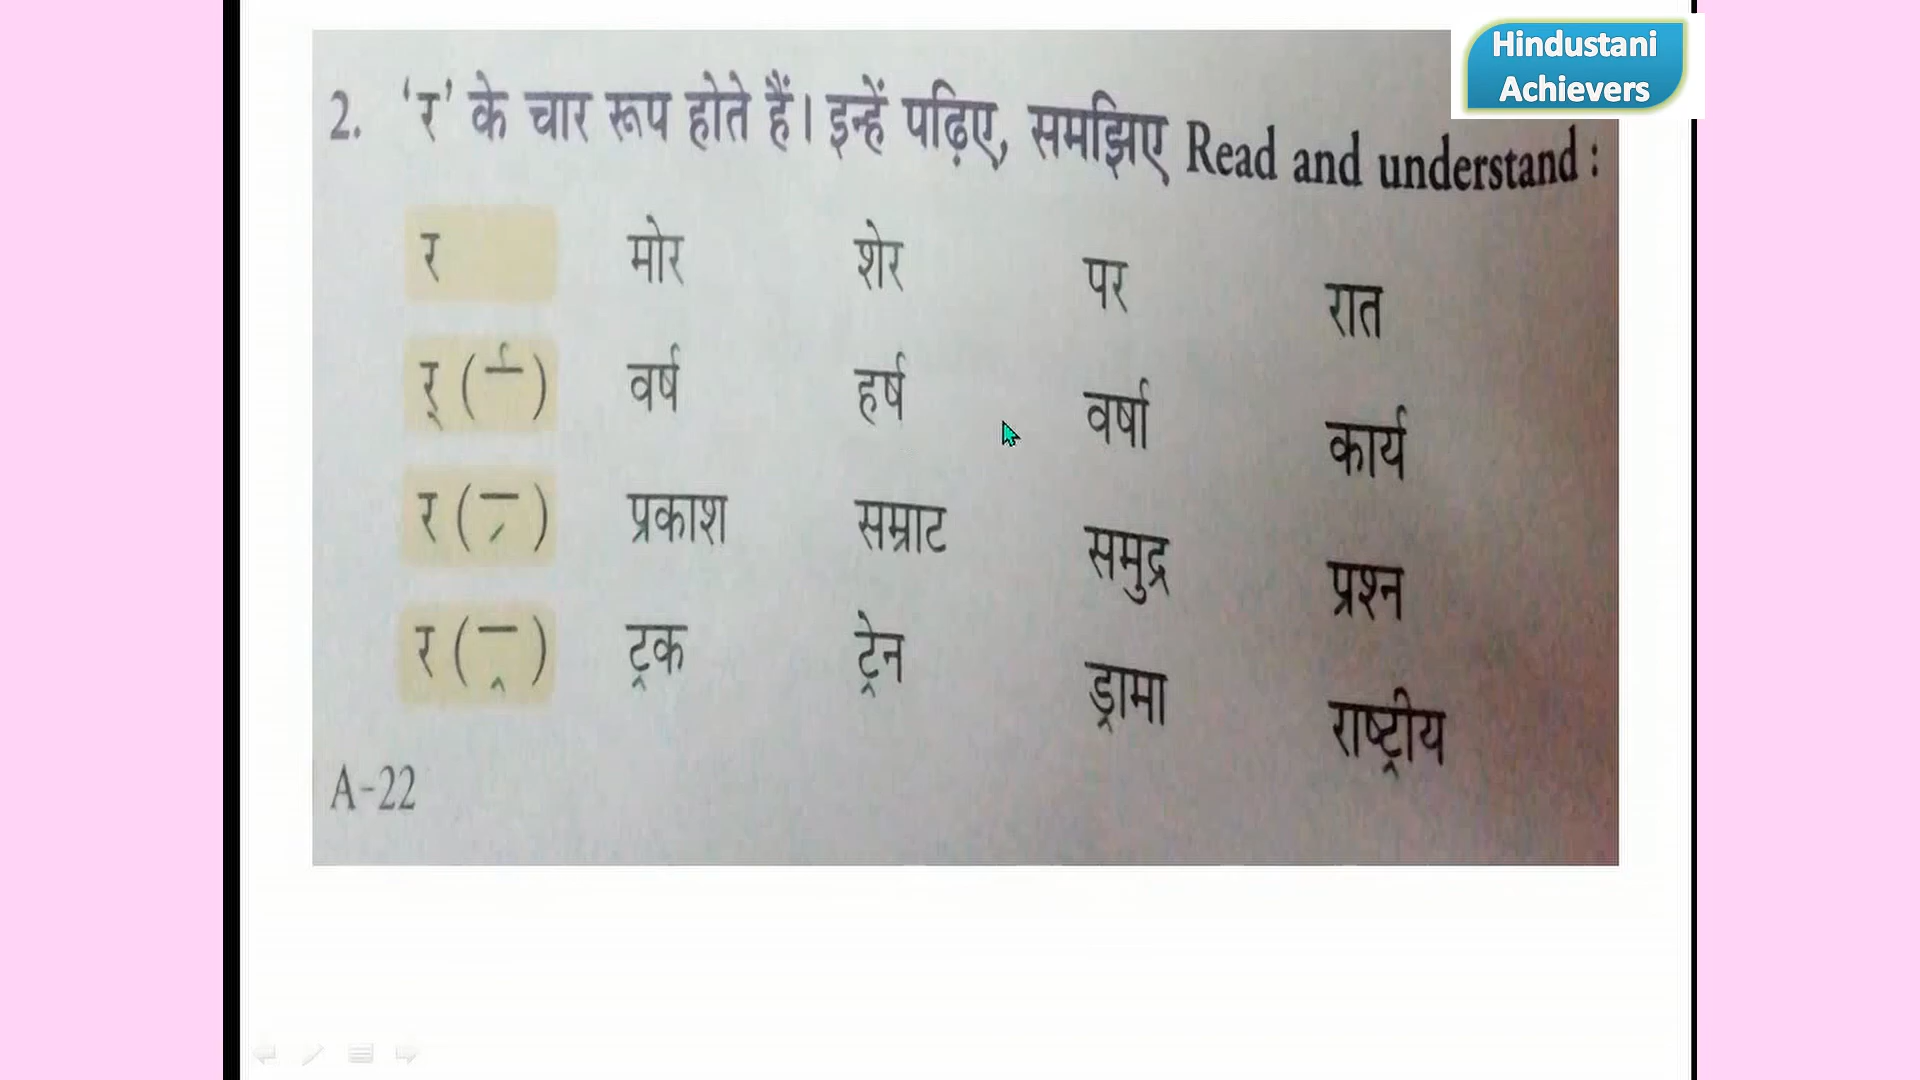 Hindustani
Achievers
2. 'र' के चार रूप होते हैं। इन्हें पढ़िए, समझिए Read and understand :
र मोर शेर पर रात
र् (र्) वर्ष हर्ष वर्षा कार्य
र (्र) प्रकाश सम्राट समुद्र प्रश्न
र (्र) ट्रक ट्रेन ड्रामा राष्ट्रीय
A-22